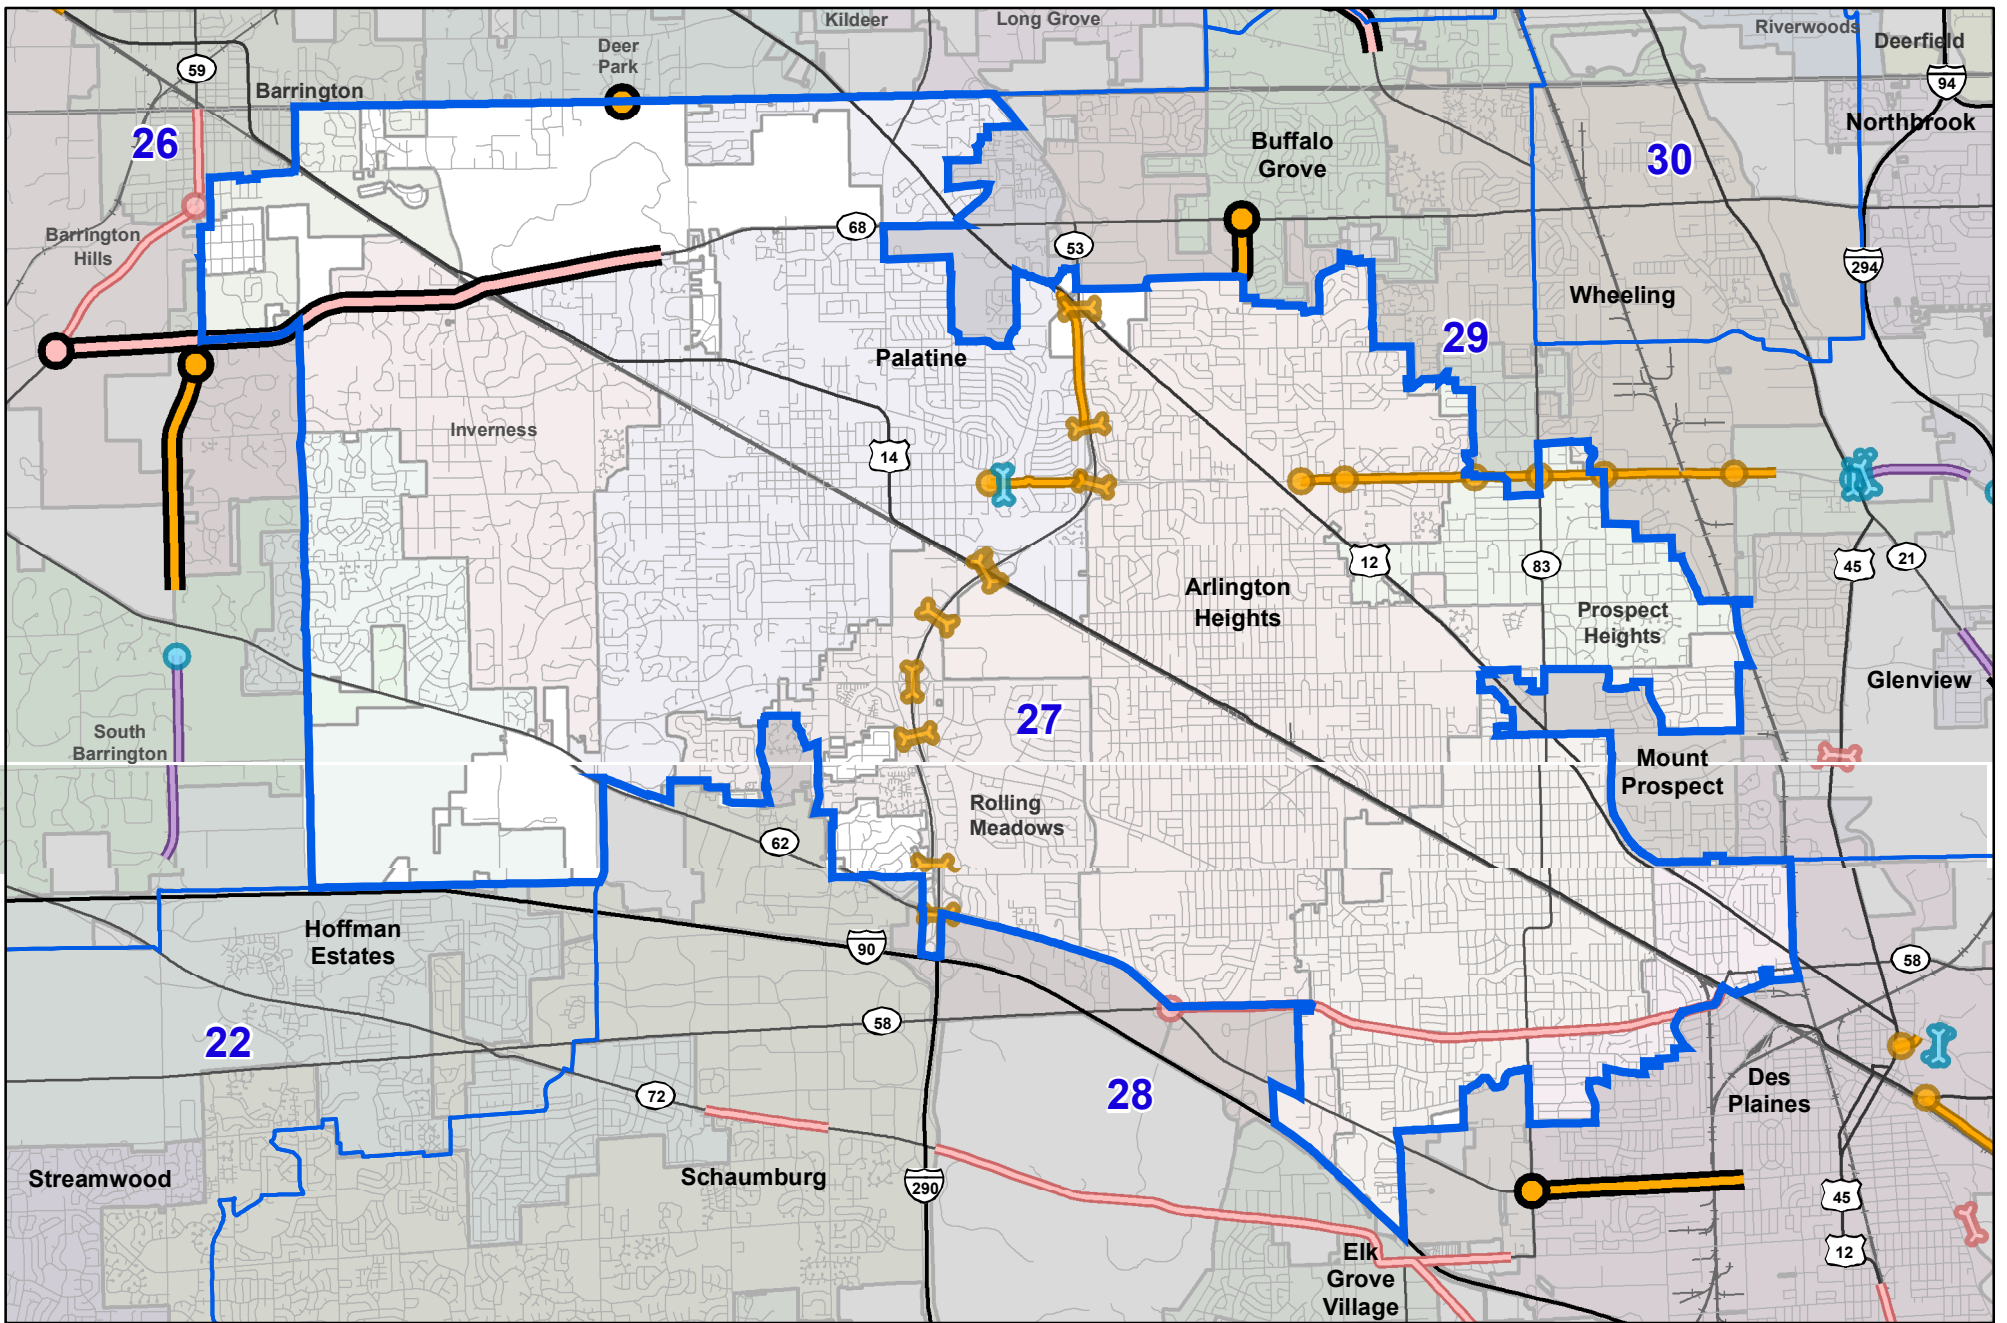 Kildeer
Long Grove
Riverwoods
Deerfield
Deer
Park
59
Barrington
94
Northbrook
26
Buffalo
Grove
30
Barrington
Hills
68
53
294
Wheeling
29
Palatine
Inverness
14
12
83
45
21
Arlington
Heights
Prospect
Heights
Glenview
South
Barrington
27
Mount
Prospect
Rolling
Meadows
62
Hoffman
Estates
90
58
58
22
28
72
Des
Plaines
Streamwood
Schaumburg
290
45
12
Elk
Grove
Village